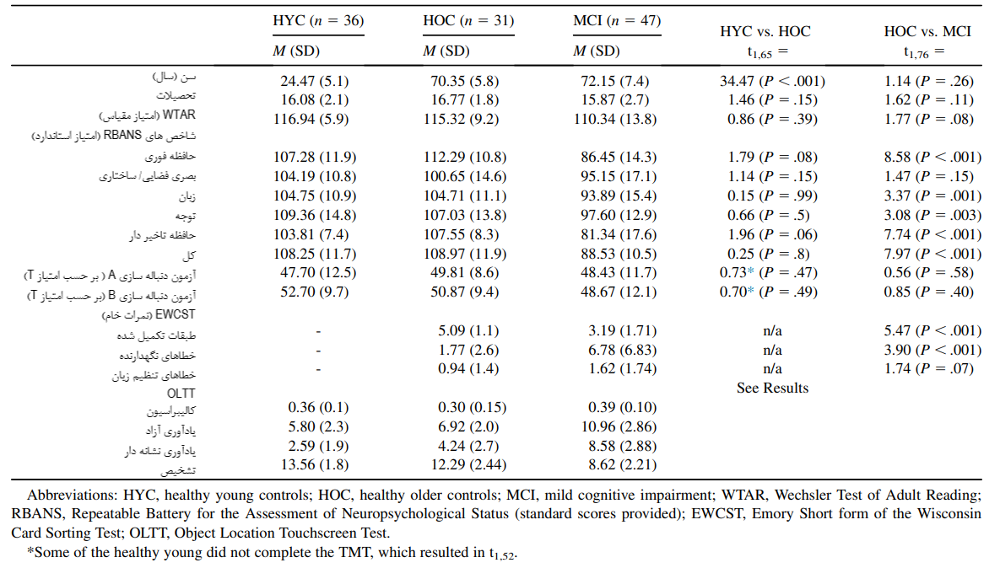 HYC (n = 36) HOC (n = 31) MCI (n = 47) HYC vs. HOC HOC vs. MCI
M (SD) M (SD) M (SD) t1,65 = t1,76 =
سن (سال) 24.47 (5.1) 70.35 (5.8) 72.15 (7.4) 34.47 (P < .001) 1.14 (P = .26)
تحصیلات 16.08 (2.1) 16.77 (1.8) 15.87 (2.7) 1.46 (P = .15) 1.62 (P = .11)
WTAR (امتیاز مقیاس) 116.94 (5.9) 115.32 (9.2) 110.34 (13.8) 0.86 (P = .39) 1.77 (P = .08)
شاخص های RBANS (امتیاز استاندارد)
حافظه فوری 107.28 (11.9) 112.29 (10.8) 86.45 (14.3) 1.79 (P = .08) 8.58 (P < .001)
بصری فضایی/ ساختاری 104.19 (10.8) 100.65 (14.6) 95.15 (17.1) 1.14 (P = .15) 1.47 (P = .15)
زبان 104.75 (10.9) 104.71 (11.1) 93.89 (15.4) 0.15 (P = .99) 3.37 (P = .001)
توجه 109.36 (14.8) 107.03 (13.8) 97.60 (12.9) 0.66 (P = .5) 3.08 (P = .003)
حافظه تاخیر دار 103.81 (7.4) 107.55 (8.3) 81.34 (17.6) 1.96 (P = .06) 7.74 (P < .001)
کل 108.25 (11.7) 108.97 (11.9) 88.53 (10.5) 0.25 (P = .8) 7.97 (P < .001)
آزمون دنباله سازی A ( بر حسب امتیاز T) 47.70 (12.5) 49.81 (8.6) 48.43 (11.7) 0.73* (P = .47) 0.56 (P = .58)
آزمون دنباله سازی B (بر حسب امتیاز T) 52.70 (9.7) 50.87 (9.4) 48.67 (12.1) 0.70* (P = .49) 0.85 (P = .40)
EWCST (نمرات خام)
طبقات تکمیل شده - 5.09 (1.1) 3.19 (1.71) n/a 5.47 (P < .001)
خطاهای نگهدارنده - 1.77 (2.6) 6.78 (6.83) n/a 3.90 (P < .001)
خطاهای تنظیم زیان - 0.94 (1.4) 1.62 (1.74) n/a 1.74 (P = .07)
OLTT See Results
کالیبراسیون 0.36 (0.1) 0.30 (0.15) 0.39 (0.10)
یادآوری آزاد 5.80 (2.3) 6.92 (2.0) 10.96 (2.86)
یادآوری نشانه دار 2.59 (1.9) 4.24 (2.7) 8.58 (2.88)
تشخیص 13.56 (1.8) 12.29 (2.44) 8.62 (2.21)
Abbreviations: HYC, healthy young controls; HOC, healthy older controls; MCI, mild cognitive impairment; WTAR, Wechsler Test of Adult Reading;
RBANS, Repeatable Battery for the Assessment of Neuropsychological Status (standard scores provided); EWCST, Emory Short form of the Wisconsin
Card Sorting Test; OLTT, Object Location Touchscreen Test.
*Some of the healthy young did not complete the TMT, which resulted in t1,52.